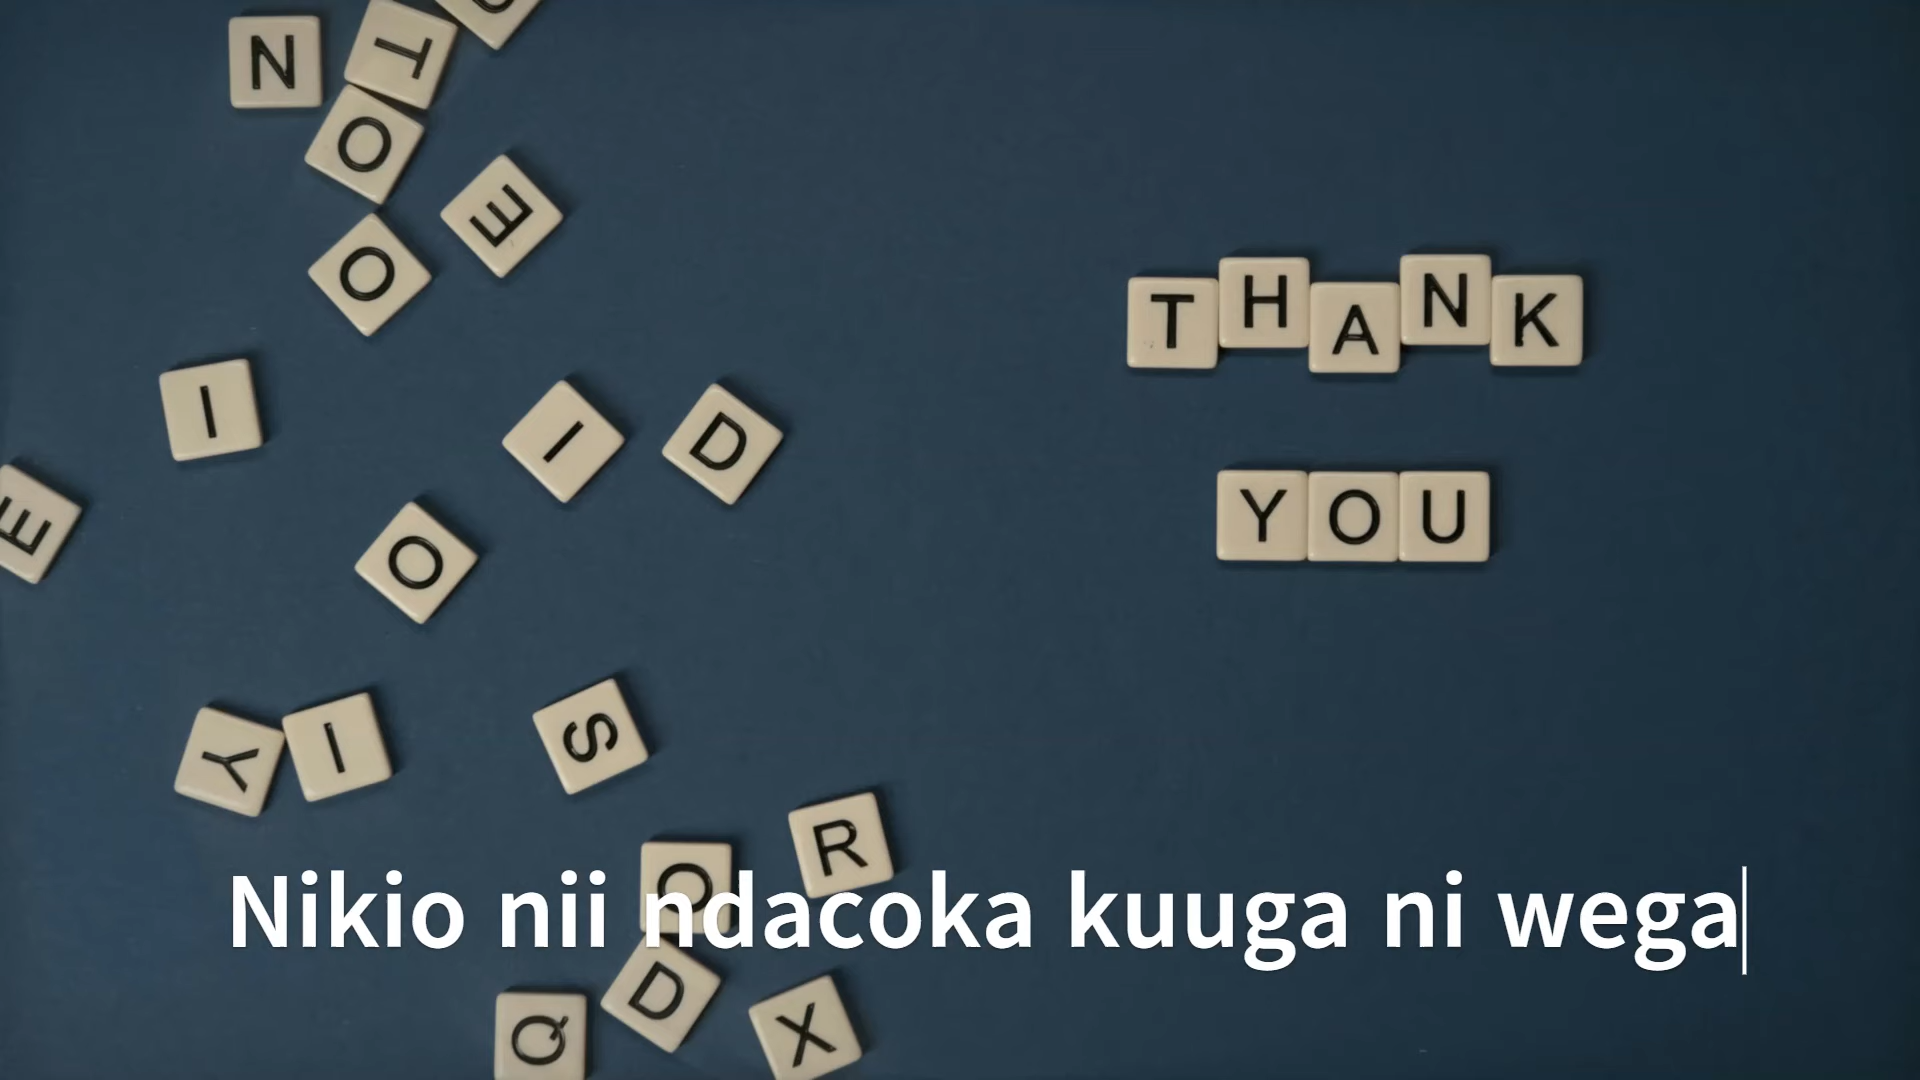 N
T
O
E
O
THANK
I
I
D
E
YOU
O
Y
I
S
R
O
Nikio nii ndacoka kuuga ni wega
D
Q
X